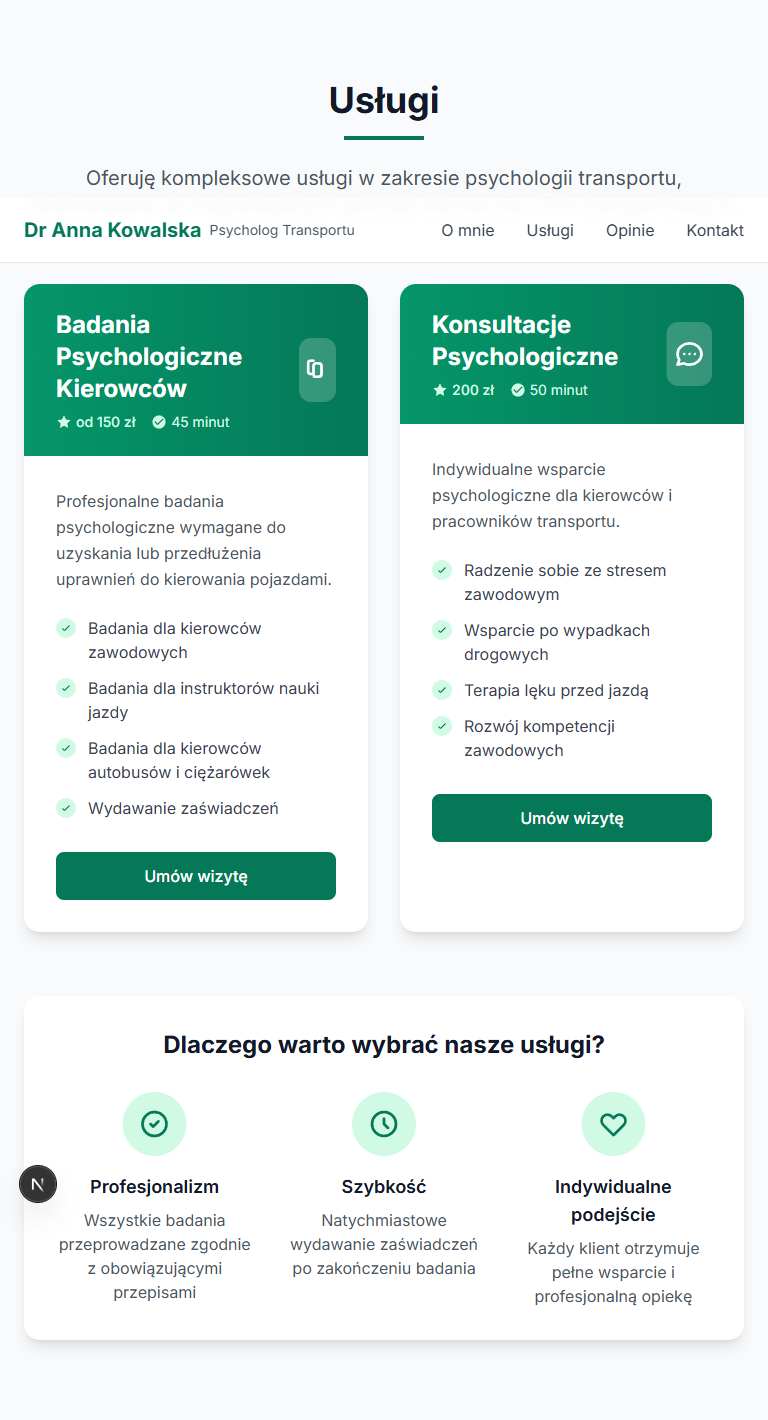 Usługi
Oferuję kompleksowe usługi w zakresie psychologii transportu,
Dr Anna Kowalska Psycholog Transportu O mnie Usługi Opinie Kontakt
Badania
Psychologiczne
Kierowców
od 150 zł 45 minut
Profesjonalne badania
psychologiczne wymagane do
uzyskania lub przedłużenia
uprawnień do kierowania pojazdami.
Badania dla kierowców
zawodowych
Badania dla instruktorów nauki
jazdy
Badania dla kierowców
autobusów i ciężarówek
Wydawanie zaświadczeń
Umów wizytę
Konsultacje
Psychologiczne
200 zł 50 minut
Indywidualne wsparcie
psychologiczne dla kierowców i
pracowników transportu.
Radzenie sobie ze stresem
zawodowym
Wsparcie po wypadkach
drogowych
Terapia lęku przed jazdą
Rozwój kompetencji
zawodowych
Umów wizytę
Dlaczego warto wybrać nasze usługi?
Profesjonalizm
Wszystkie badania
przeprowadzane zgodnie
z obowiązującymi
przepisami
Szybkość
Natychmiastowe
wydawanie zaświadczeń
po zakończeniu badania
Indywidualne
podejście
Każdy klient otrzymuje
pełne wsparcie i
profesjonalną opiekę
N